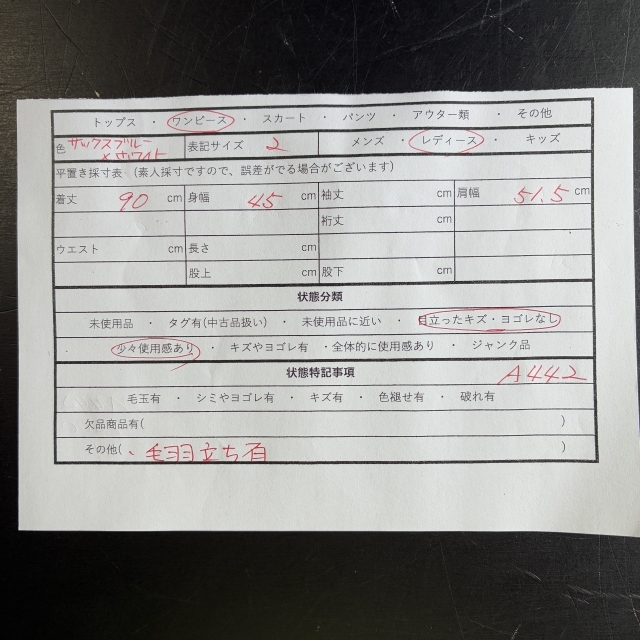 トップス ・ ワンピース ・ スカート ・ パンツ ・ アウター類 ・ その他
色 サックスブルー×ホワイト 表記サイズ 2 メンズ ・ レディース ・ キッズ
平置き採寸表 (素人採寸ですので、誤差がでる場合がございます)
着丈 90 cm 身幅 45 cm 袖丈 cm 肩幅 51.5 cm
裄丈 cm
ウエスト cm 長さ cm
股上 cm 股下 cm
状態分類
未使用品 ・ タグ有(中古品扱い) ・ 未使用品に近い ・ 目立ったキズ・ヨゴレなし
少々使用感あり ・ キズやヨゴレ有 ・全体的に使用感あり ・ ジャンク品
状態特記事項 A442
毛玉有 ・ シミやヨゴレ有 ・ キズ有 ・ 色褪せ有 ・ 破れ有
欠品商品有( )
その他( ・毛羽立ち有 )